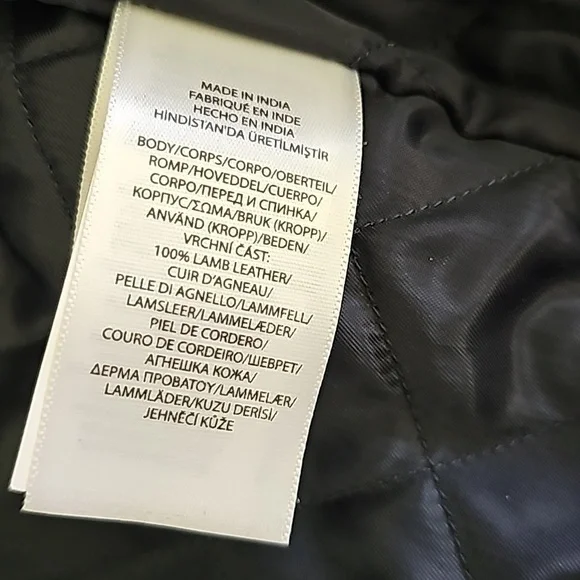 MADE IN INDIA
FABRIQUÉ EN INDE
HECHO EN INDIA
HİNDİSTAN'DA ÜRETİLMİŞTİR
BODY/CORPS/CORPO/OBERTEIL/
ROMP/HOVEDDEL/CUERPO/
CORPO/ПЕРЕД И СПИНКА/
КОРПУС/ΣΩΜΑ/BRUK (KROPP)/
ANVÄND (KROPP)/BEDEN/
VRCHNÍ ČÁST:
100% LAMB LEATHER/
CUIR D'AGNEAU/
PELLE DI AGNELLO/LAMMFELL/
LAMSLEER/LAMMELÆDER/
PIEL DE CORDERO/
COURO DE CORDEIRO/ШЕВРЕТ/
АГНЕШКА КОЖА/
ΔΕΡΜΑ ΠΡΟΒΑΤΟΥ/LAMMELÆR/
LAMMLÄDER/KUZU DERİSİ/
JEHNĚČÍ KŮŽE